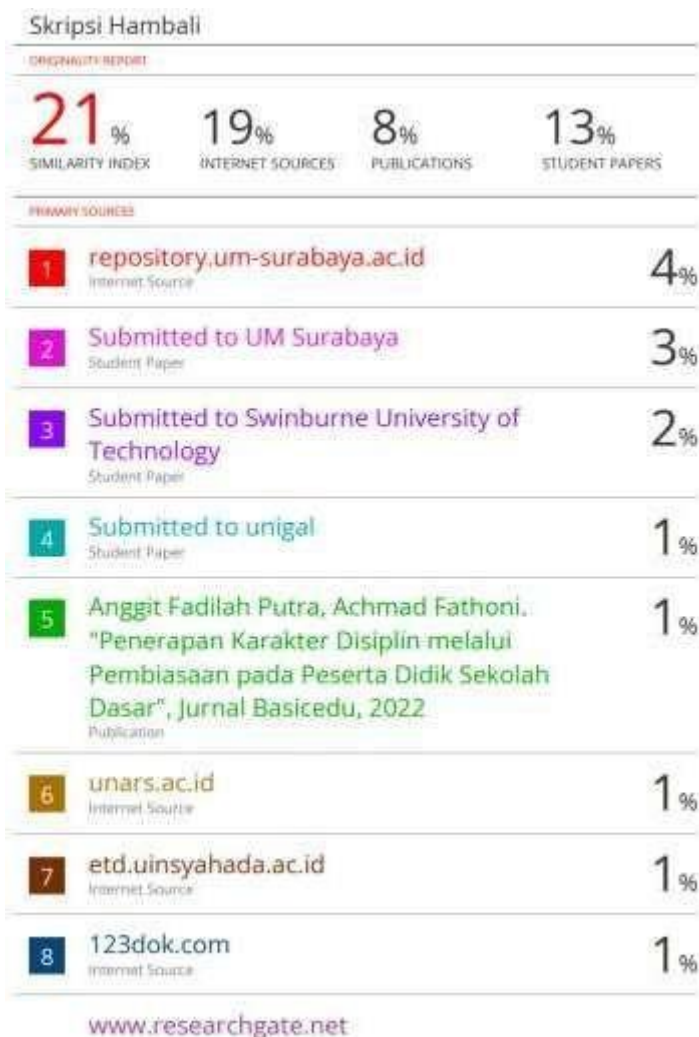 Skripsi Hambali
ORIGINALITY REPORT
21%
SIMILARITY INDEX
19%
INTERNET SOURCES
8%
PUBLICATIONS
13%
STUDENT PAPERS
PRIMARY SOURCES
1
repository.um-surabaya.ac.id
Internet Source
4%
2
Submitted to UM Surabaya
Student Paper
3%
3
Submitted to Swinburne University of
Technology
Student Paper
2%
4
Submitted to unigal
Student Paper
1%
5
Anggit Fadilah Putra, Achmad Fathoni.
"Penerapan Karakter Disiplin melalui
Pembiasaan pada Peserta Didik Sekolah
Dasar", Jurnal Basicedu, 2022
Publication
1%
6
unars.ac.id
Internet Source
1%
7
etd.uinsyahada.ac.id
Internet Source
1%
8
123dok.com
Internet Source
1%
www.researchgate.net